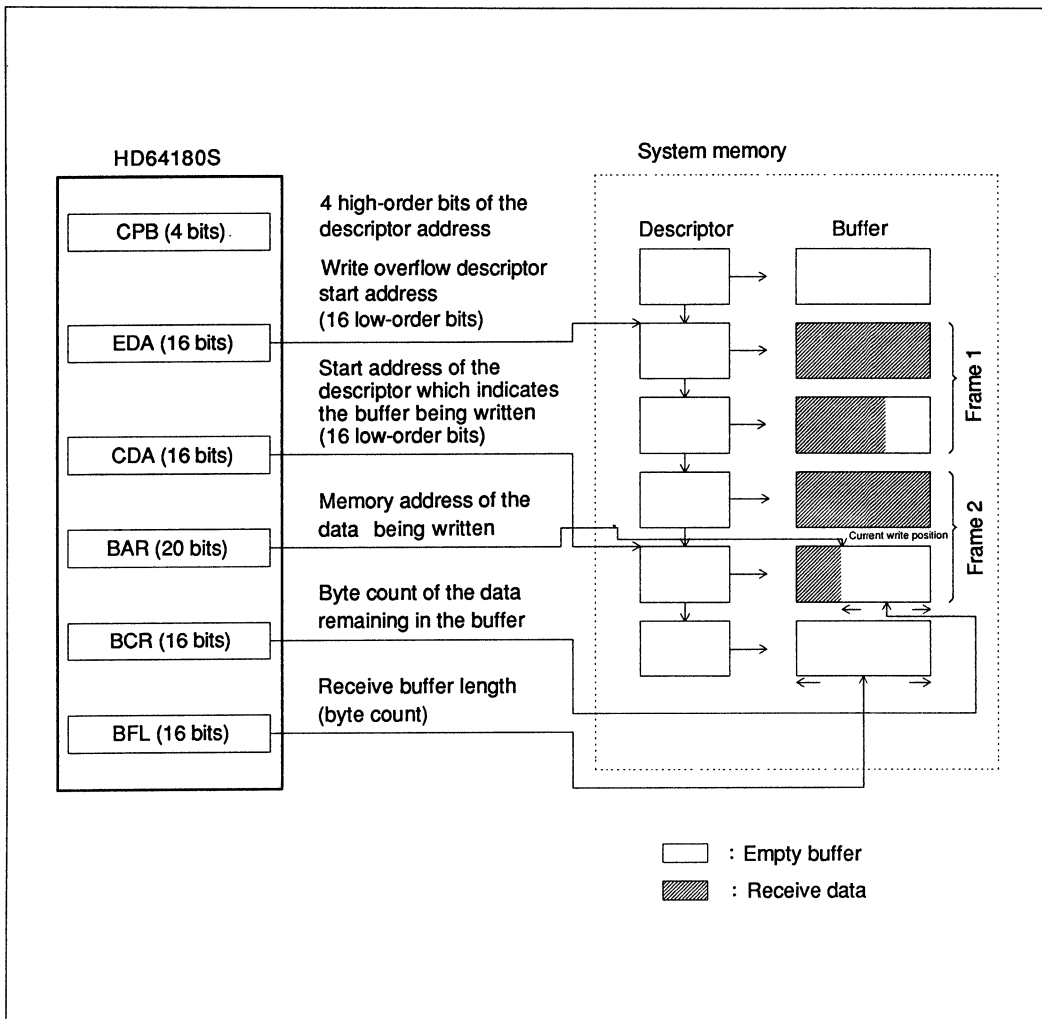 HD64180S
CPB (4 bits)
EDA (16 bits)
CDA (16 bits)
BAR (20 bits)
BCR (16 bits)
BFL (16 bits)
4 high-order bits of the
descriptor address
Write overflow descriptor
start address
(16 low-order bits)
Start address of the
descriptor which indicates
the buffer being written
(16 low-order bits)
Memory address of the
data being written
Byte count of the data
remaining in the buffer
Receive buffer length
(byte count)
System memory
Descriptor
Buffer
Frame 1
Frame 2
Current write position
: Empty buffer
: Receive data